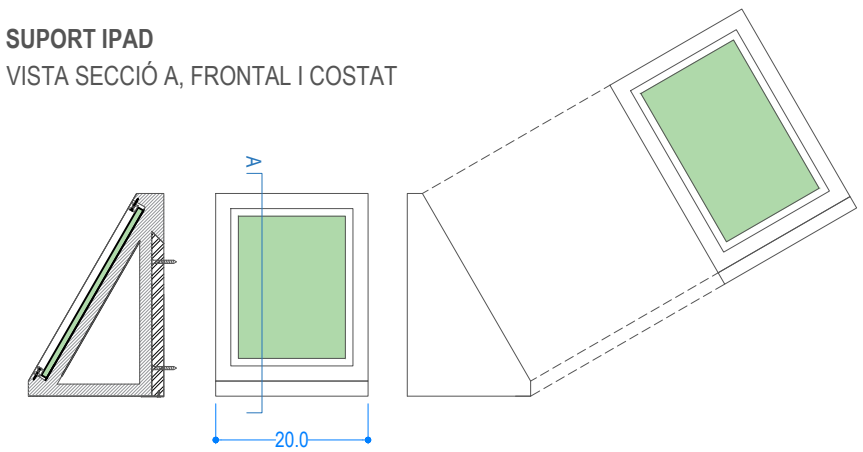 SUPORT IPAD
VISTA SECCIÓ A, FRONTAL I COSTAT
A
20.0